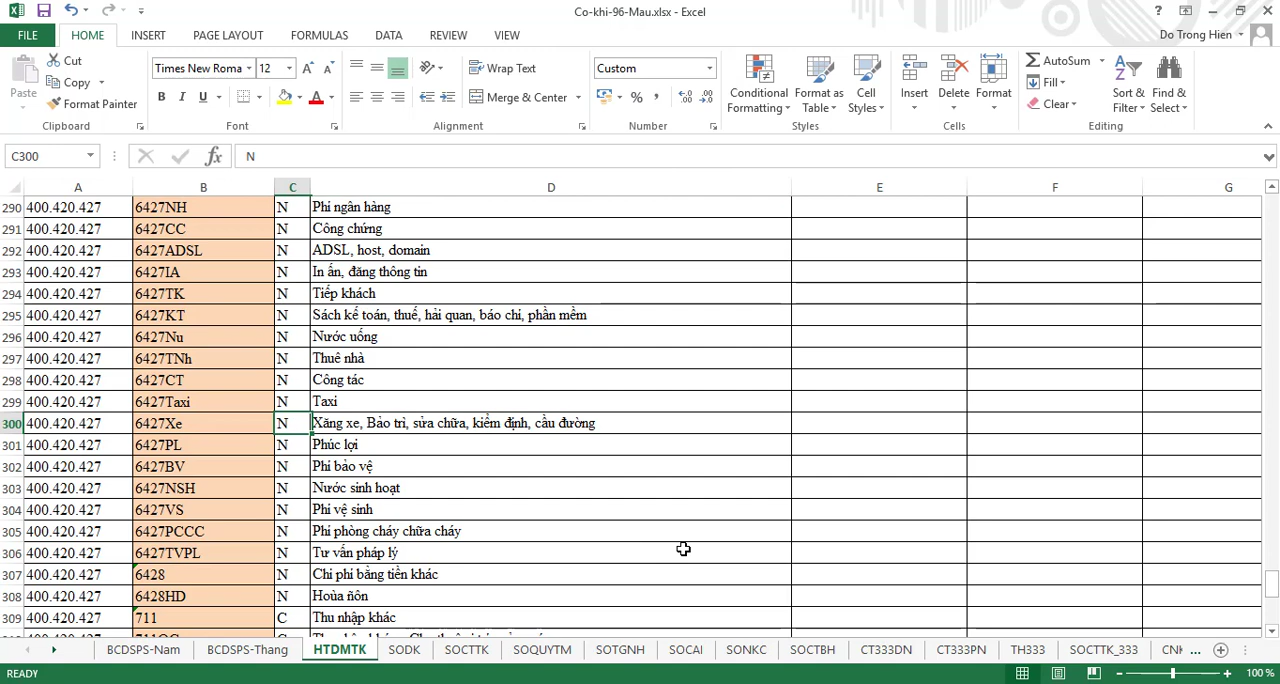 Co-khi-96-Mau.xlsx - Excel
FILE HOME INSERT PAGE LAYOUT FORMULAS DATA REVIEW VIEW Do Trong Hien
Paste Cut Copy Format Painter
Times New Roma 12
B I U
Wrap Text
Merge & Center
Custom
%
Conditional Formatting
Format as Table
Cell Styles
Insert Delete Format
AutoSum
Fill
Clear
Sort & Filter
Find & Select
Clipboard Font Alignment Number Styles Cells Editing
C300 fx N
A B C D E F G
290 400.420.427 6427NH N Phí ngân hàng
291 400.420.427 6427CC N Công chứng
292 400.420.427 6427ADSL N ADSL, host, domain
293 400.420.427 6427IA N In ấn, đăng thông tin
294 400.420.427 6427TK N Tiếp khách
295 400.420.427 6427KT N Sách kế toán, thuế, hải quan, báo chí, phần mềm
296 400.420.427 6427Nu N Nước uống
297 400.420.427 6427TNh N Thuê nhà
298 400.420.427 6427CT N Công tác
299 400.420.427 6427Taxi N Taxi
300 400.420.427 6427Xe N Xăng xe, Bảo trì, sửa chữa, kiểm định, cầu đường
301 400.420.427 6427PL N Phúc lợi
302 400.420.427 6427BV N Phí bảo vệ
303 400.420.427 6427NSH N Nước sinh hoạt
304 400.420.427 6427VS N Phí vệ sinh
305 400.420.427 6427PCCC N Phí phòng cháy chữa cháy
306 400.420.427 6427TVPL N Tư vấn pháp lý
307 400.420.427 6428 N Chi phí bằng tiền khác
308 400.420.427 6428HD N Hoùa ñôn
309 400.420.427 711 C Thu nhập khác
BCDSPS-Nam BCDSPS-Thang HTDMTK SODK SOCTTK SOQUYTM SOTGNH SOCAI SONKC SOCTBH CT333DN CT333PN TH333 SOCTTK_333 ...
READY 100 %